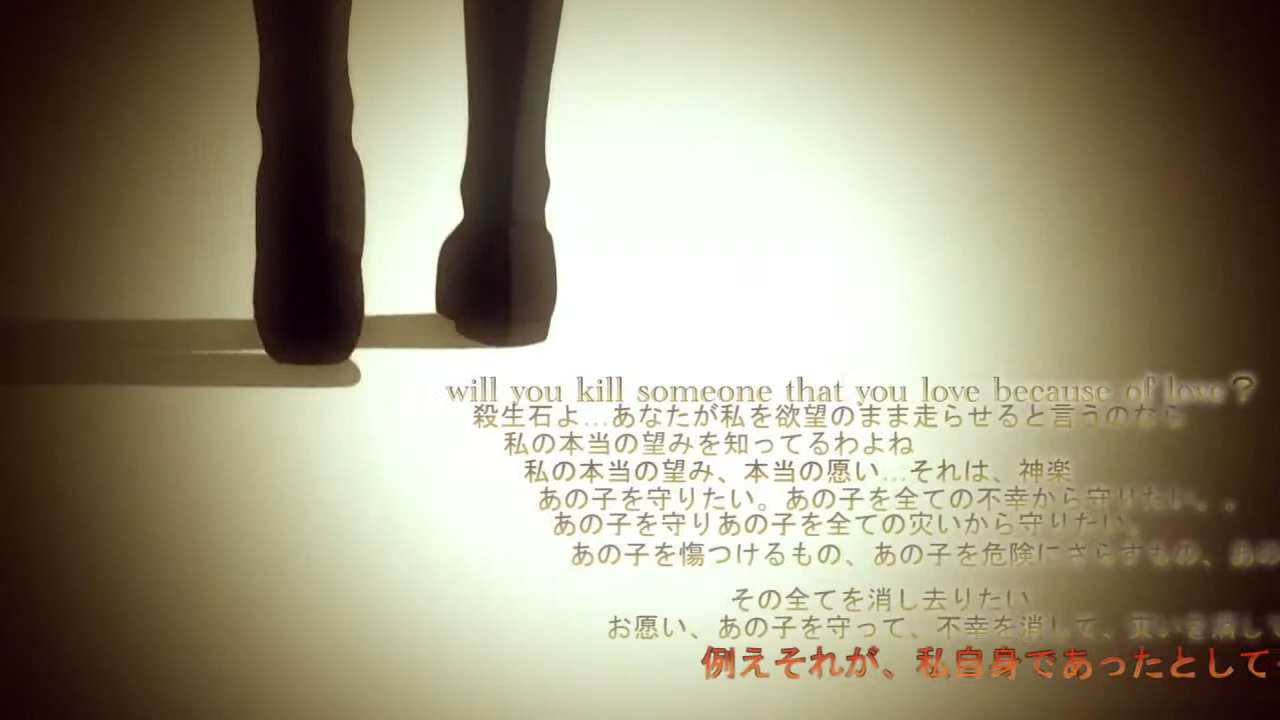 will you kill someone that you love because of love?
殺生石よ…あなたが私を欲望のまま走らせると言うのなら
私の本当の望みを知ってるわよね
私の本当の望み、本当の願い…それは、神楽
あの子を守りたい。あの子を全ての不幸から守りたい。。
あの子を守りあの子を全ての災いから守りたい。
あの子を傷つけるもの、あの子を危険にさらすもの、あの
その全てを消し去りたい
お願い、あの子を守って、不幸を消して、災いを消し
例えそれが、私自身であったとして